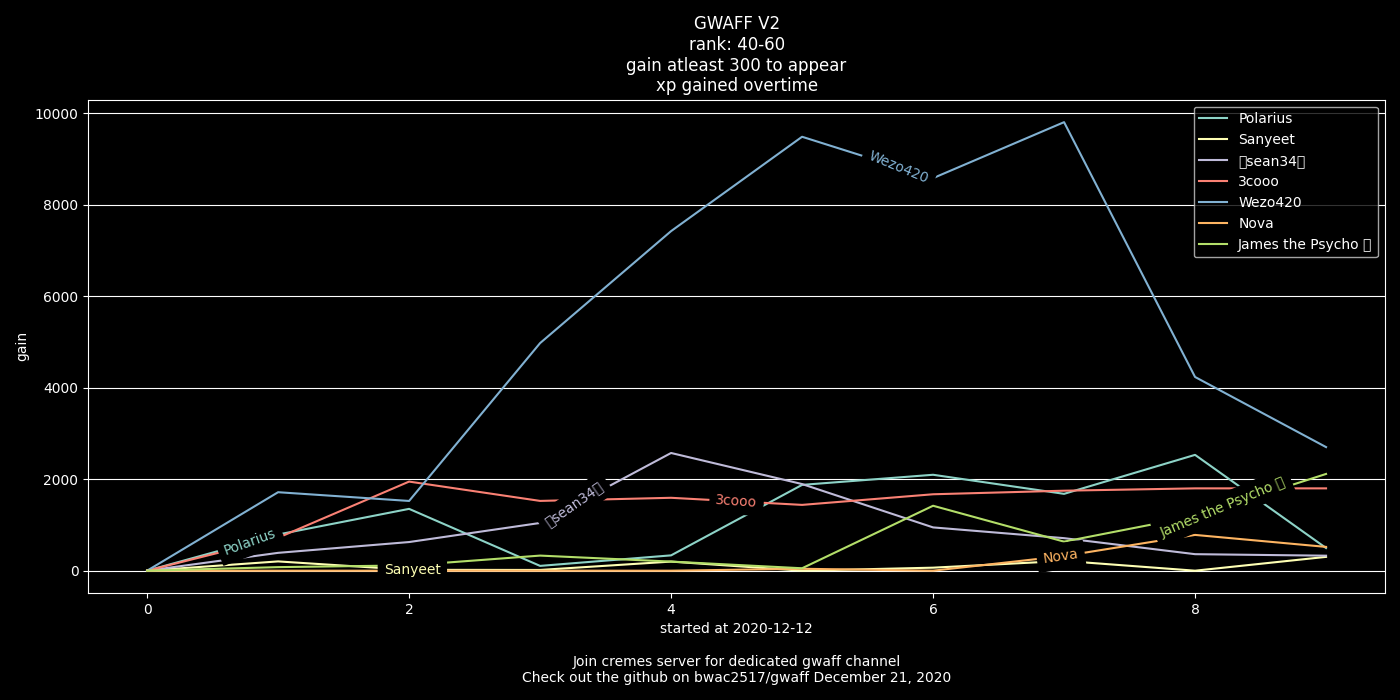 GWAFF V2
rank: 40-60
gain atleast 300 to appear
xp gained overtime
10000
8000
6000
4000
2000
0
gain
Polarius
Sanyeet
sean34
3cooo
Wezo420
Nova
James the Psycho
Wezo420
Polarius
sean34
3cooo
James the Psycho
Nova
Sanyeet
0
2
4
6
8
started at 2020-12-12
Join cremes server for dedicated gwaff channel
Check out the github on bwac2517/gwaff December 21, 2020